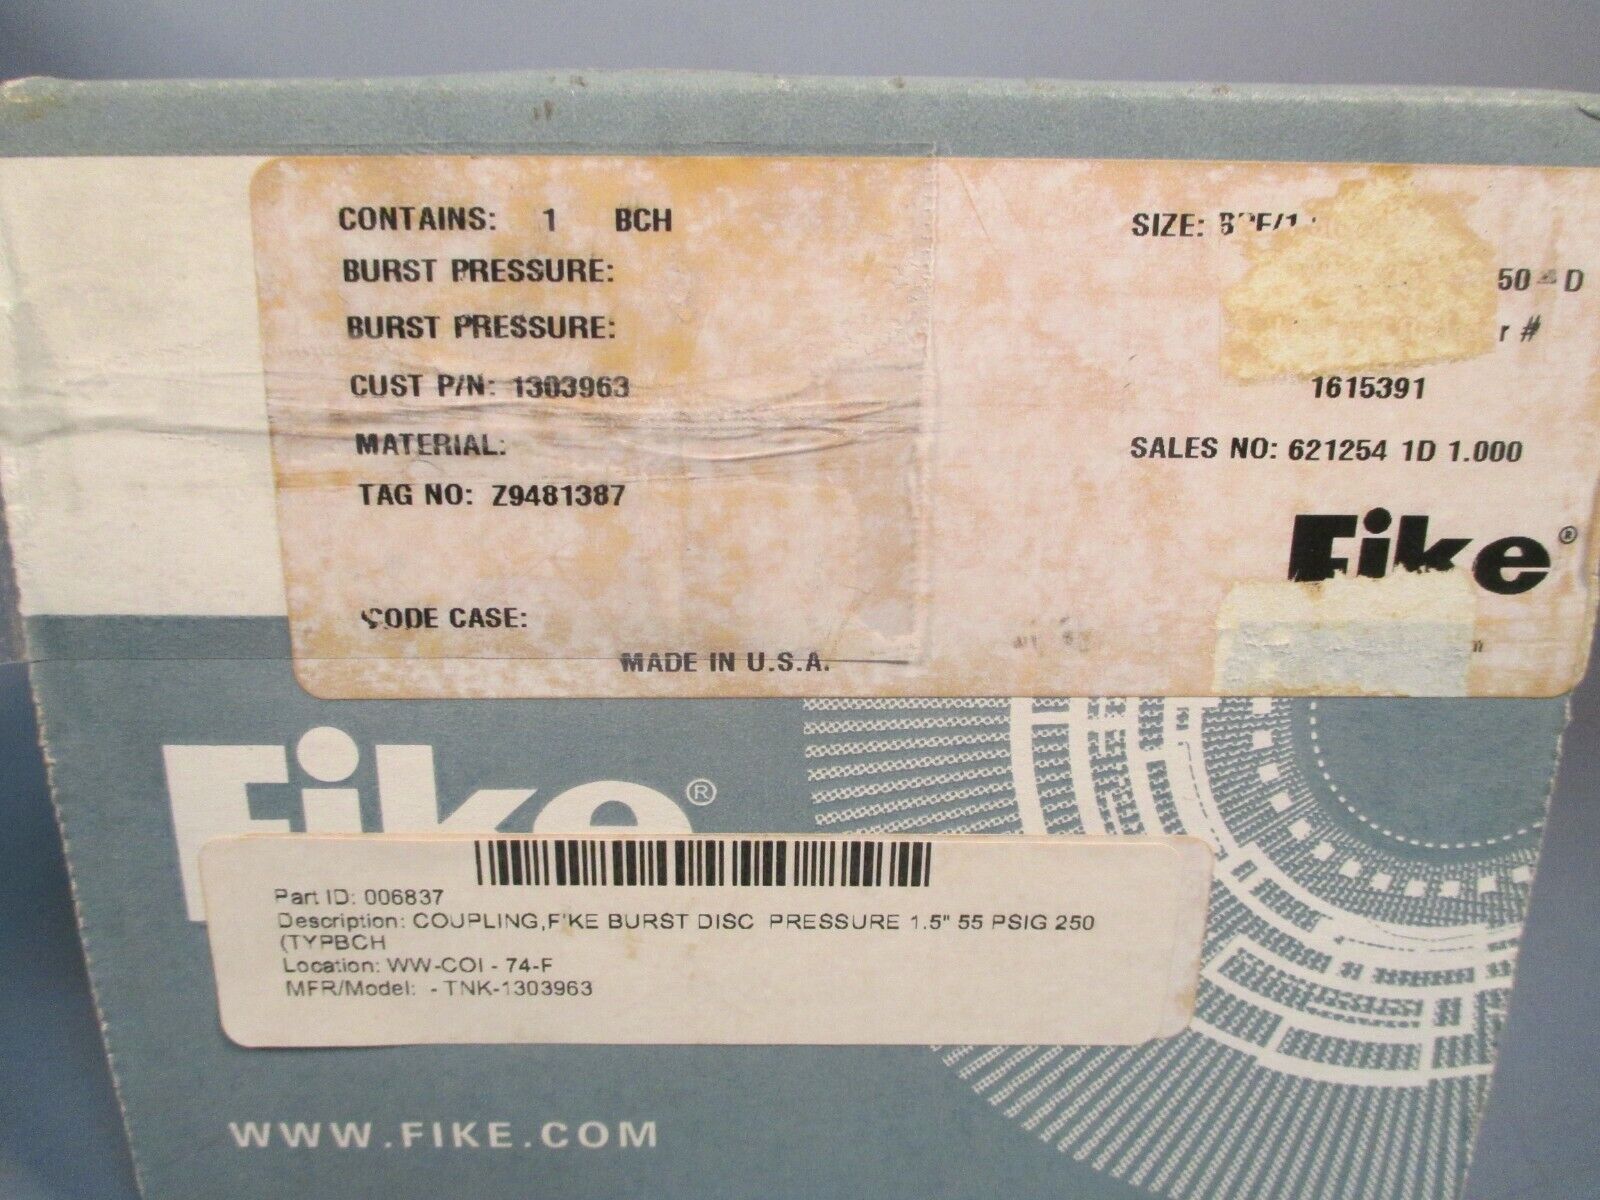 CONTAINS: 1 BCH
SIZE:
BURST PRESSURE:
50 - D
BURST PRESSURE:
r #
CUST P/N: 1303963
1615391
MATERIAL:
SALES NO: 621254 1D 1.000
TAG NO: Z9481387
Fike®
CODE CASE:
MADE IN U.S.A.
Fike®
Part ID: 006837
Description: COUPLING,F'KE BURST DISC PRESSURE 1.5" 55 PSIG 250
(TYPBCH
Location: WW-COI - 74-F
MFR/Model: - TNK-1303963
WWW.FIKE.COM